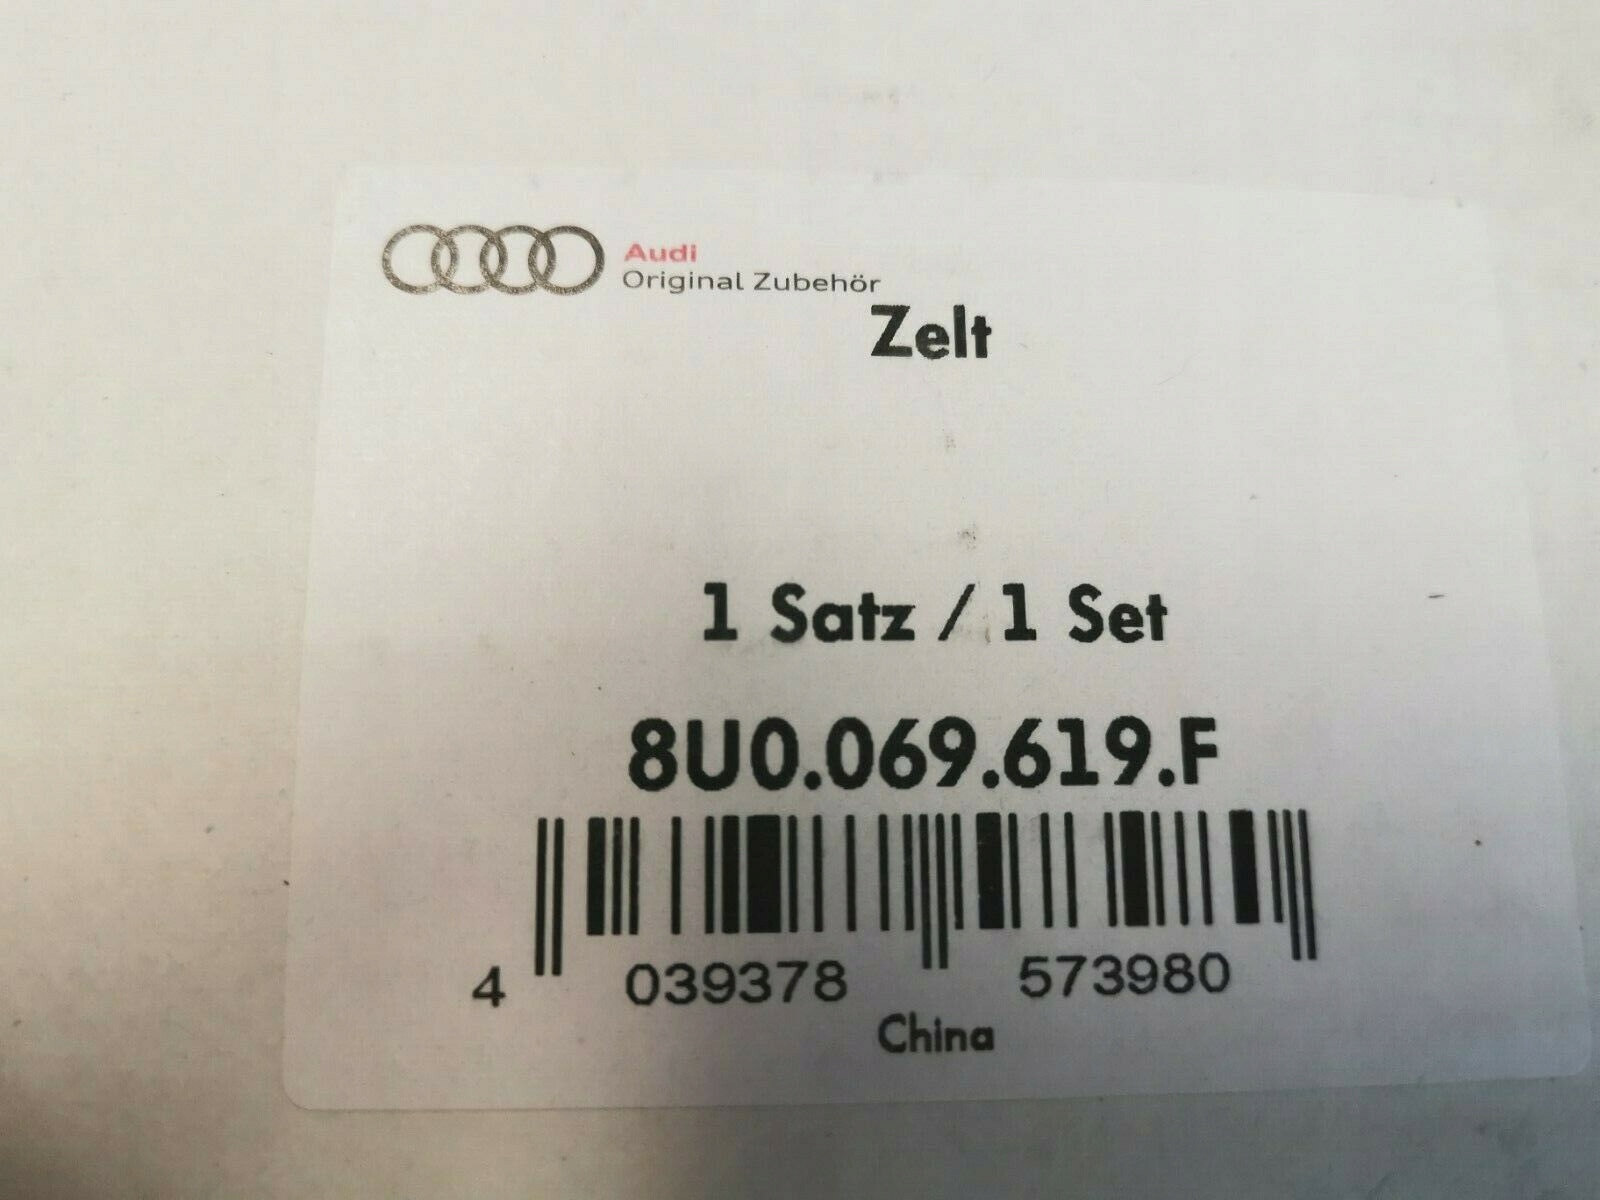 Audi
Original Zubehör
Zelt
1 Satz / 1 Set
8U0.069.619.F
4 039378 573980
China